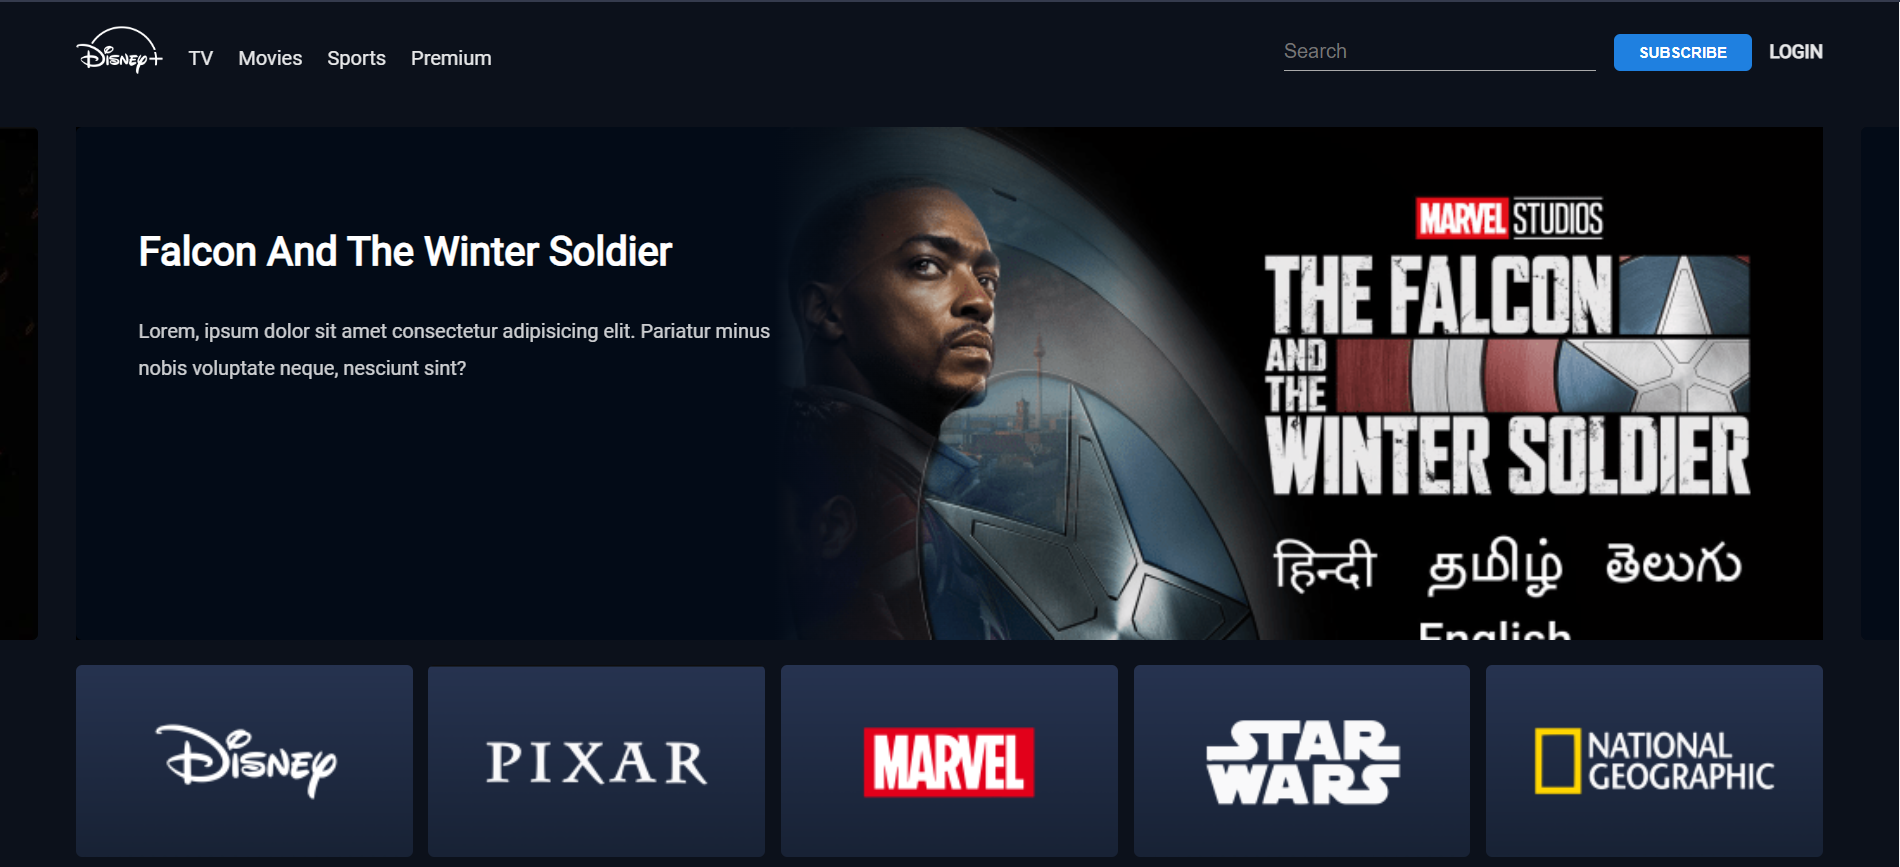 Disney+ TV Movies Sports Premium Search SUBSCRIBE LOGIN
Falcon And The Winter Soldier
Lorem, ipsum dolor sit amet consectetur adipisicing elit. Pariatur minus
nobis voluptate neque, nesciunt sint?
MARVEL STUDIOS
THE FALCON
AND
THE
WINTER SOLDIER
हिन्दी தமிழ் తెలుగు
English
Disney
PIXAR
MARVEL
STAR
WARS
NATIONAL
GEOGRAPHIC